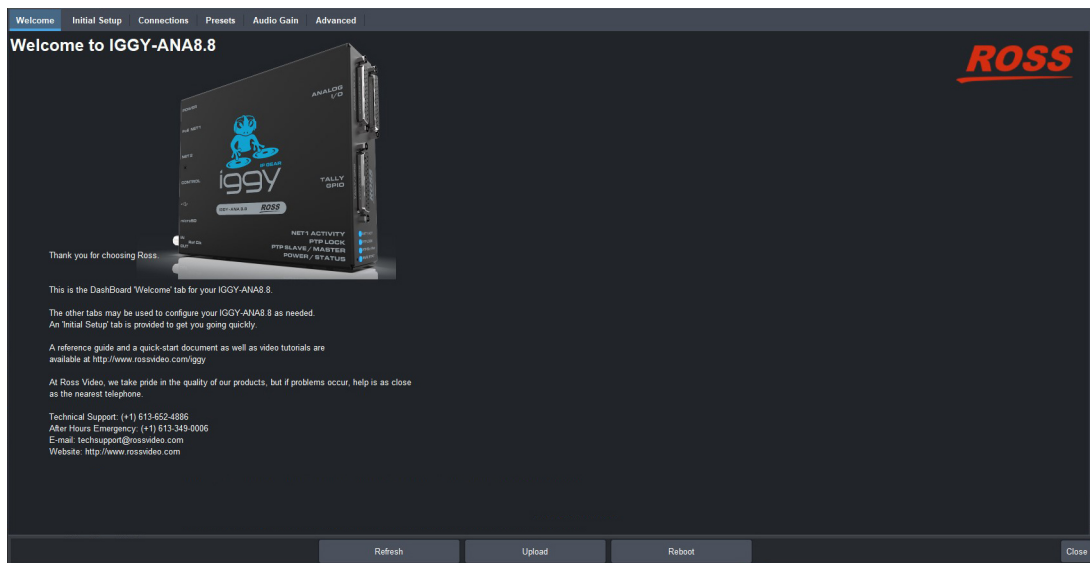 Welcome Initial Setup Connections Presets Audio Gain Advanced
Welcome to IGGY-ANA8.8
ROSS
ANALOG
I/O
POWER
NET 2
CONTROL
IP GEAR
iggy
ROSS
TALLY
GPIO
NET1 ACTIVITY
PTP LOCK
PTP SLAVE / MASTER
POWER / STATUS
Thank you for choosing Ross.
This is the DashBoard 'Welcome' tab for your IGGY-ANA8.8.
The other tabs may be used to configure your IGGY-ANA8.8 as needed.
An 'Initial Setup' tab is provided to get you going quickly.
A reference guide and a quick-start document as well as video tutorials are
available at http://www.rossvideo.com/iggy
At Ross Video, we take pride in the quality of our products, but if problems occur, help is as close
as the nearest telephone.
Technical Support: (+1) 613-652-4886
After Hours Emergency: (+1) 613-349-0006
E-mail: techsupport@rossvideo.com
Website: http://www.rossvideo.com
Refresh Upload Reboot Close